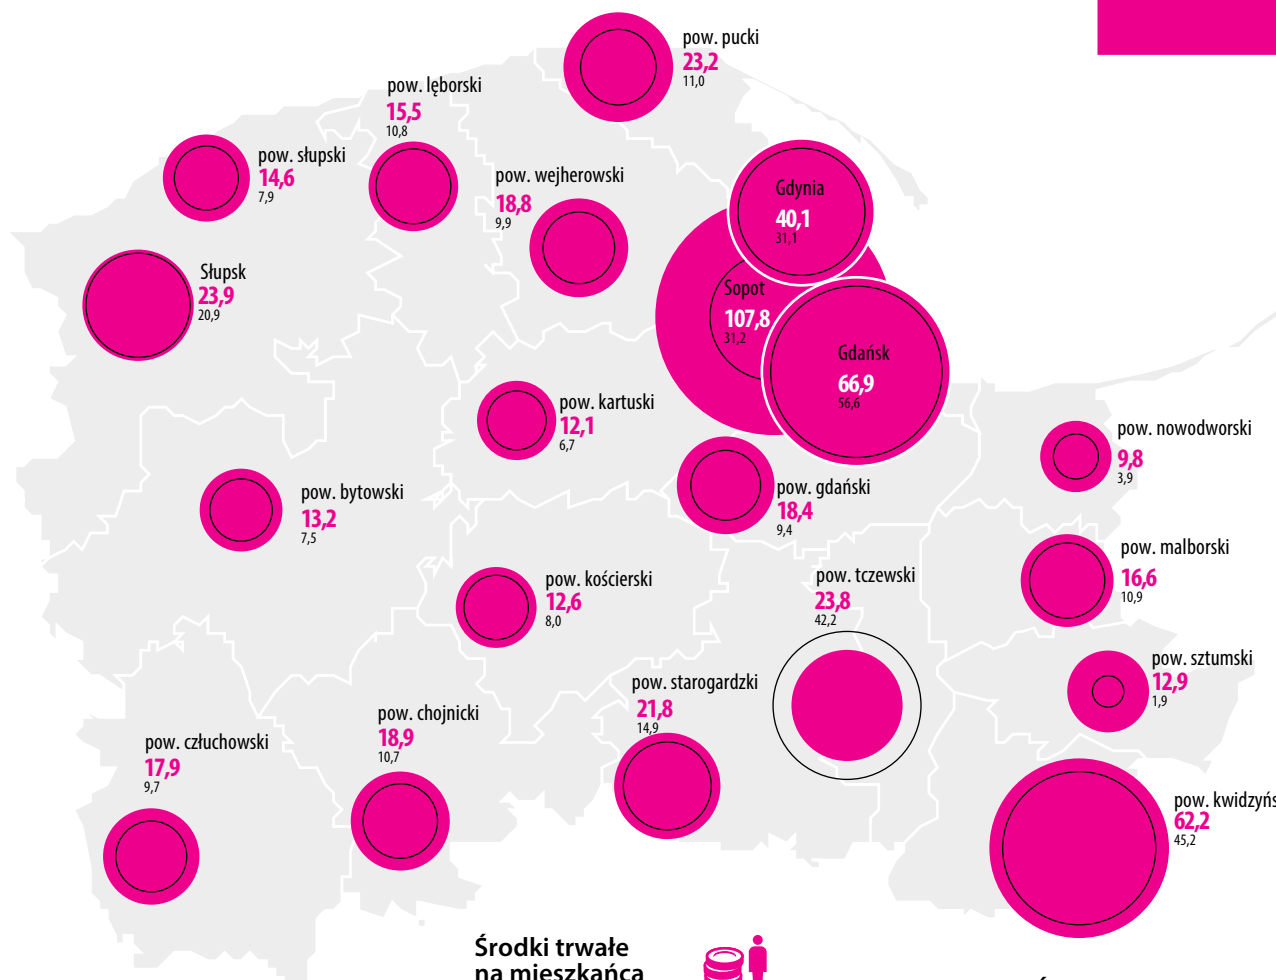 pow. pucki
23,2
11,0
pow. lęborski
15,5
10,8
pow. słupski
14,6
7,9
pow. wejherowski
18,8
9,9
Gdynia
40,1
31,1
Słupsk
23,9
20,9
Sopot
107,8
31,2
Gdańsk
66,9
56,6
pow. kartuski
12,1
6,7
pow. nowodworski
9,8
3,9
pow. bytowski
13,2
7,5
pow. gdański
18,4
9,4
pow. malborski
16,6
10,9
pow. kościerski
12,6
8,0
pow. tczewski
23,8
42,2
pow. sztumski
12,9
1,9
pow. starogardzki
21,8
14,9
pow. chojnicki
18,9
10,7
pow. człuchowski
17,9
9,7
pow. kwidzyńs
62,2
45,2
Środki trwałe
na mieszkańca